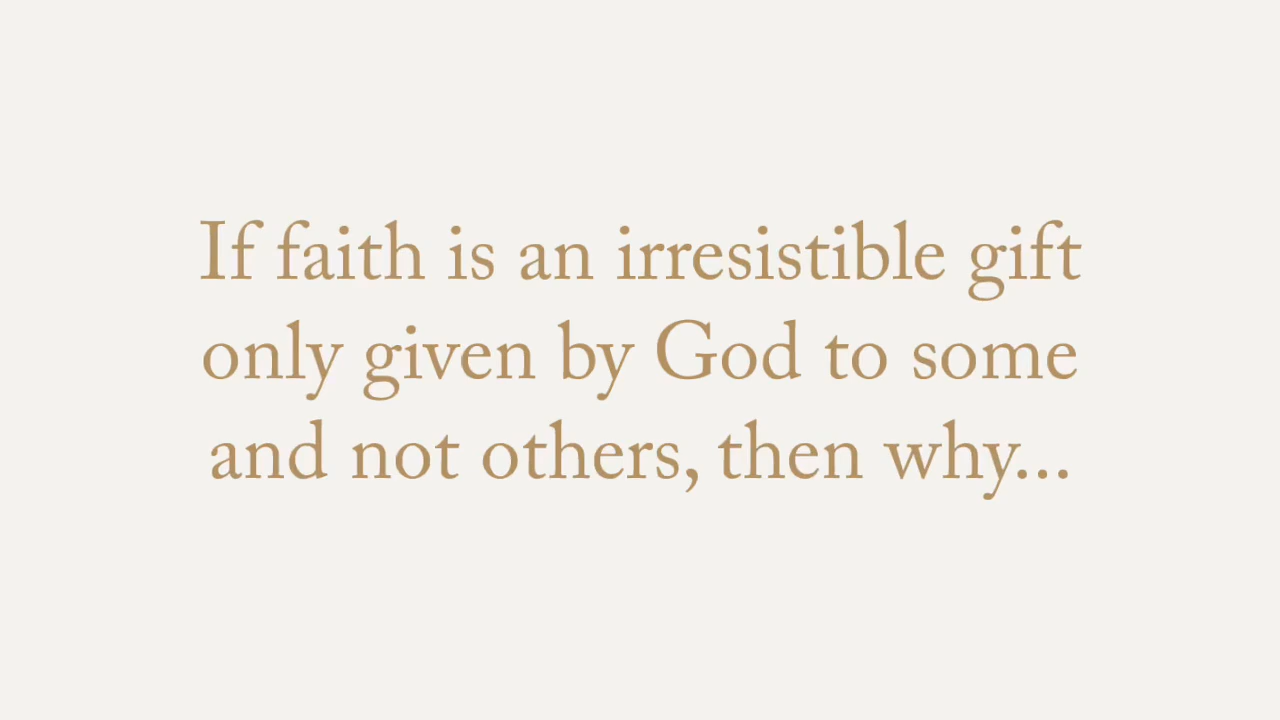 If faith is an irresistible gift
only given by God to some
and not others, then why...